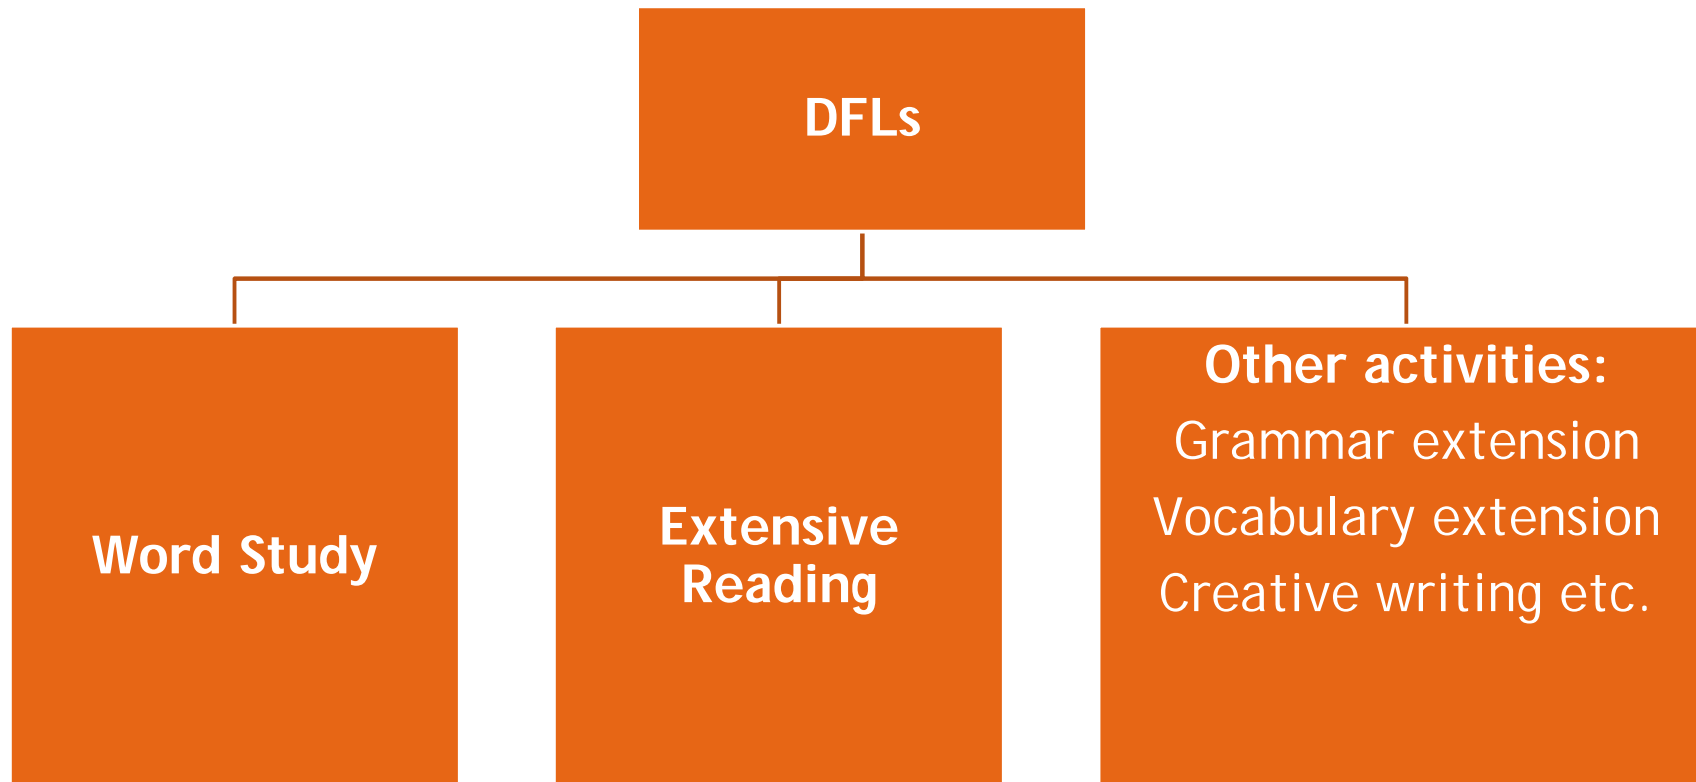 DFLs
Word Study
Extensive
Reading
Other activities:
Grammar extension
Vocabulary extension
Creative writing etc.